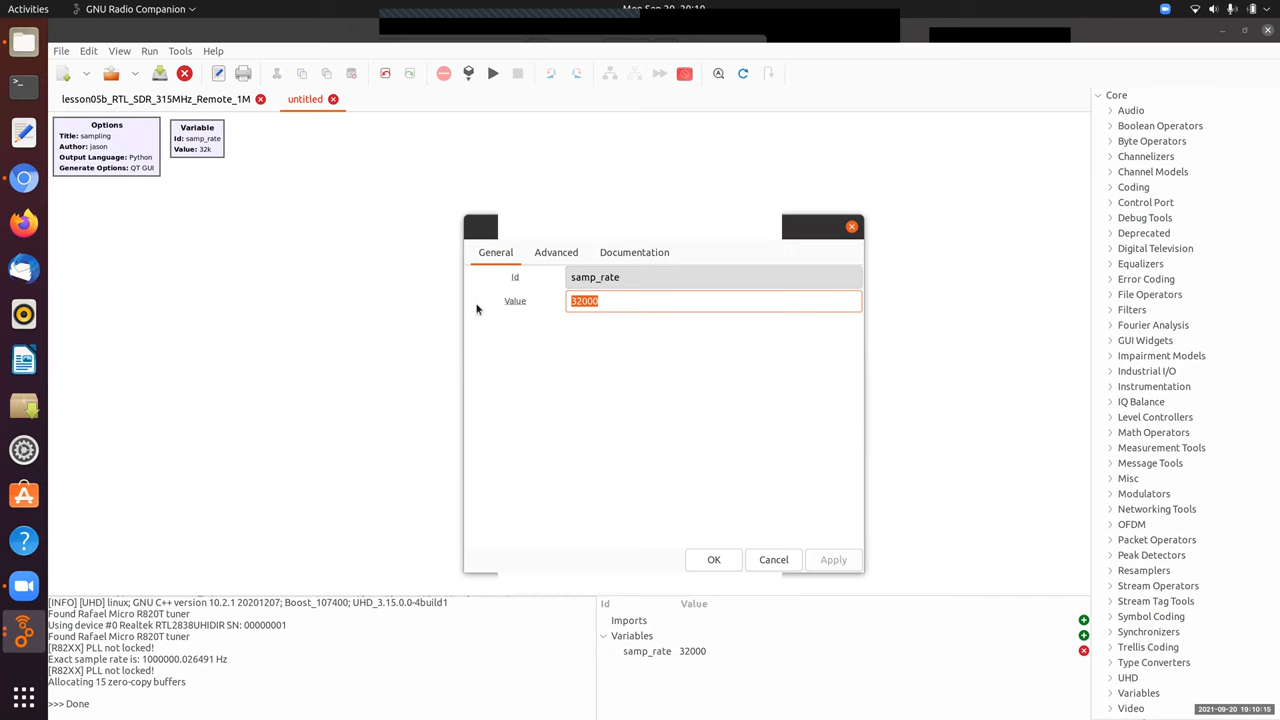 Activities
GNU Radio Companion
Mon Sep 20, 20:10
File Edit View Run Tools Help
lesson05b_RTL_SDR_315MHz_Remote_1M
untitled
Options
Title: sampling
Author: jason
Output Language: Python
Generate Options: QT GUI
Variable
Id: samp_rate
Value: 32k
General Advanced Documentation
Id samp_rate
Value 32000
OK Cancel Apply
Core
Audio
Boolean Operators
Byte Operators
Channelizers
Channel Models
Coding
Control Port
Debug Tools
Deprecated
Digital Television
Equalizers
Error Coding
File Operators
Filters
Fourier Analysis
GUI Widgets
Impairment Models
Industrial I/O
Instrumentation
IQ Balance
Level Controllers
Math Operators
Measurement Tools
Message Tools
Misc
Modulators
Networking Tools
OFDM
Packet Operators
Peak Detectors
Resamplers
Stream Operators
Stream Tag Tools
Symbol Coding
Synchronizers
Trellis Coding
Type Converters
UHD
Variables
Video
[INFO] [UHD] linux; GNU C++ version 10.2.1 20201207; Boost_107400; UHD_3.15.0.0-4build1
Found Rafael Micro R820T tuner
Using device #0 Realtek RTL2838UHIDIR SN: 00000001
Found Rafael Micro R820T tuner
[R82XX] PLL not locked!
Exact sample rate is: 1000000.026491 Hz
[R82XX] PLL not locked!
Allocating 15 zero-copy buffers
>>> Done
Id Value
Imports
Variables
samp_rate 32000
2021-09-20 19:10:15